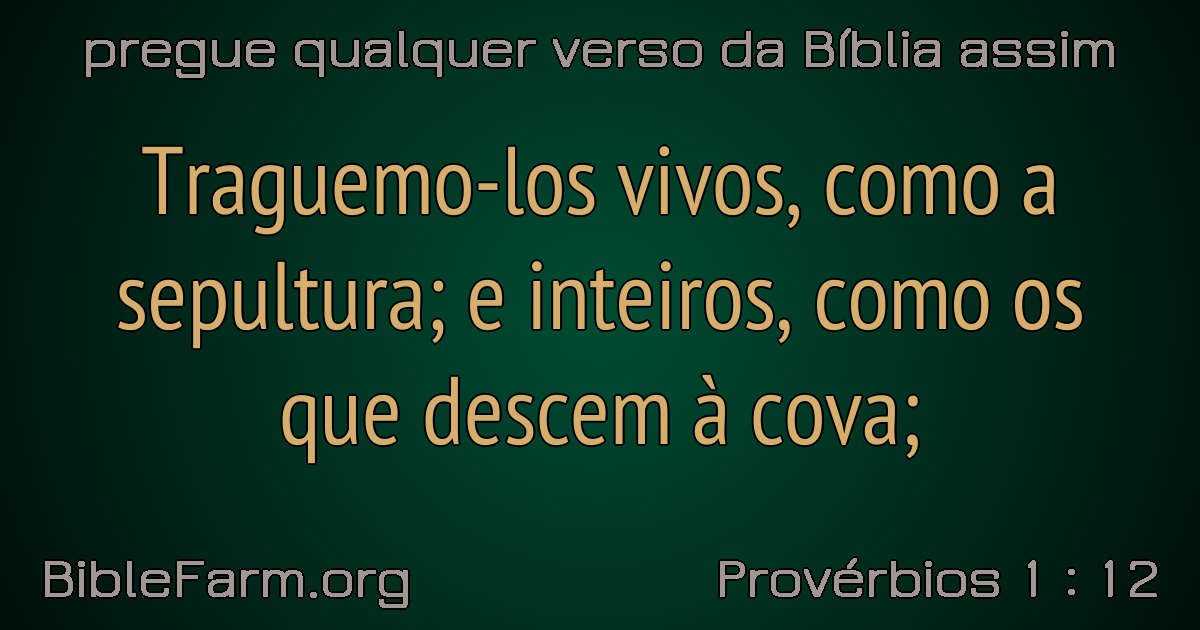 pregue qualquer verso da Bíblia assim
Traguemo-los vivos, como a
sepultura; e inteiros, como os
que descem à cova;
BibleFarm.org
Provérbios 1 : 12